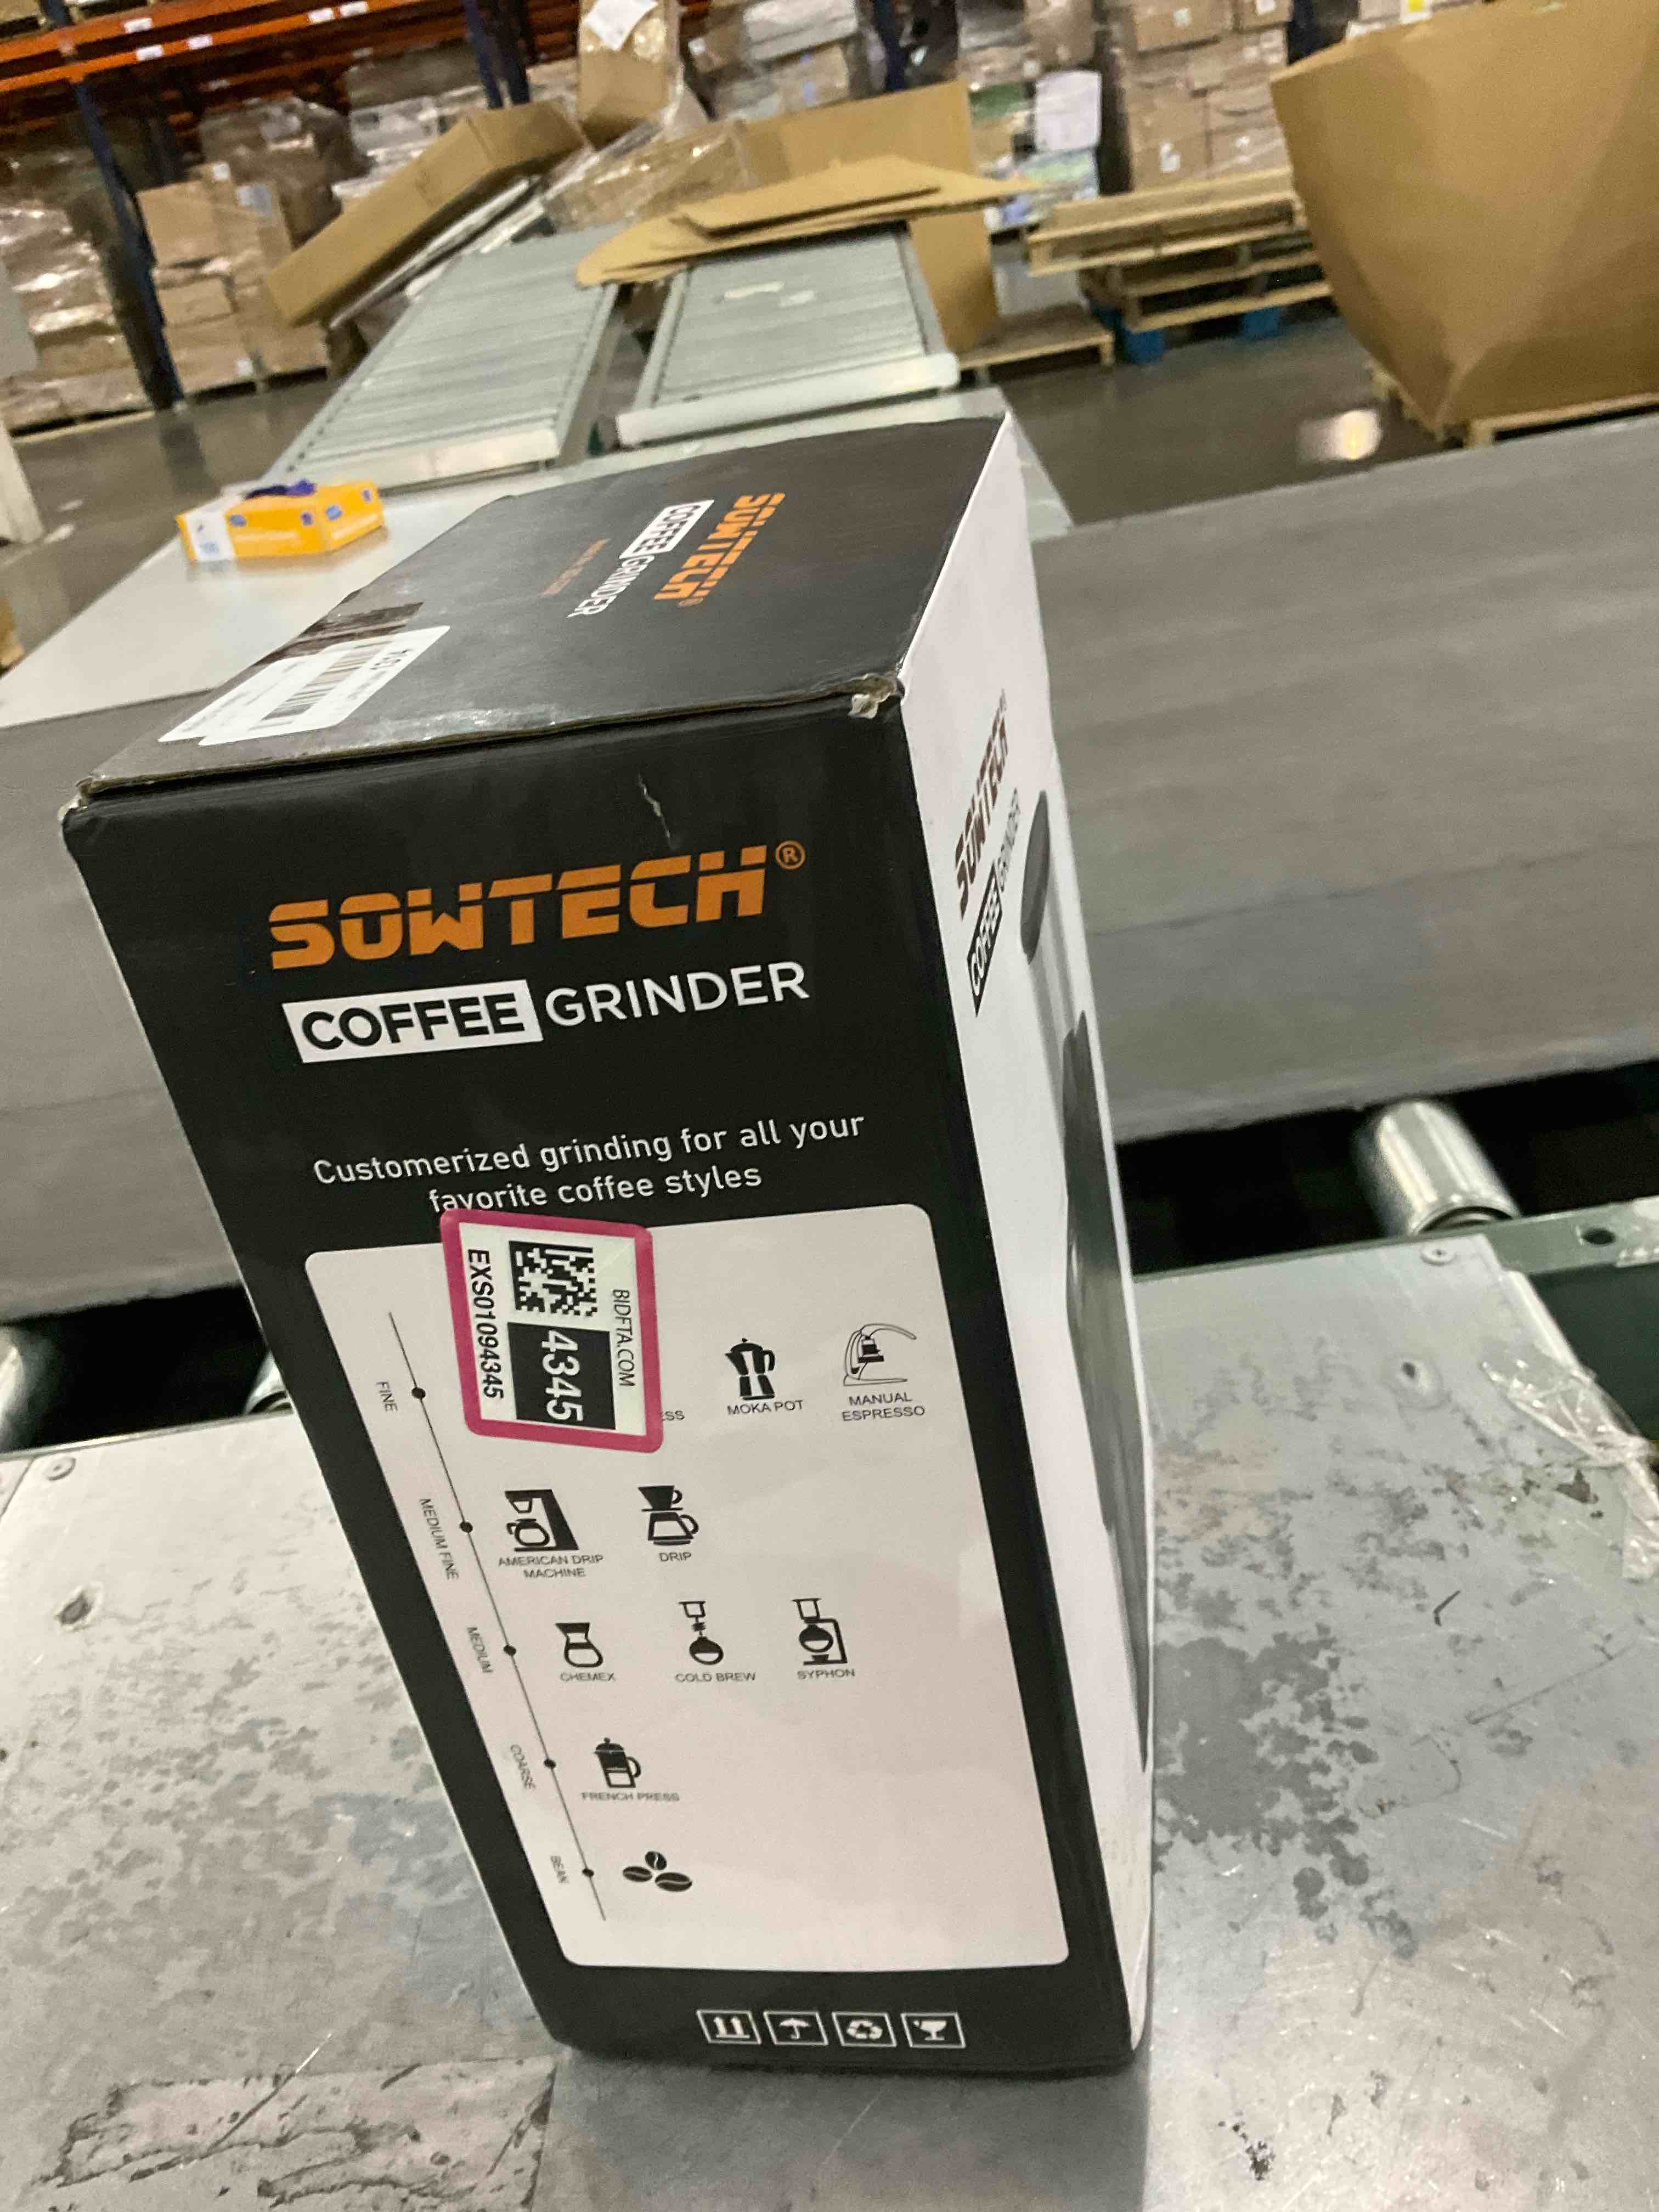 SOWTECH®
COFFEE GRINDER
SOWTECH®
COFFEE GRINDER
Customerized grinding for all your
favorite coffee styles
BIDFTA.COM
4345
EXS0109345
FINE
MOKA POT
MANUAL
ESPRESSO
MEDIUM FINE
AMERICAN DRIP
MACHINE
DRIP
MEDIUM
CHEMEX
COLD BREW
SYPHON
COARSE
FRENCH PRESS
BEAN
SOWTECH
COFFEE GRINDER